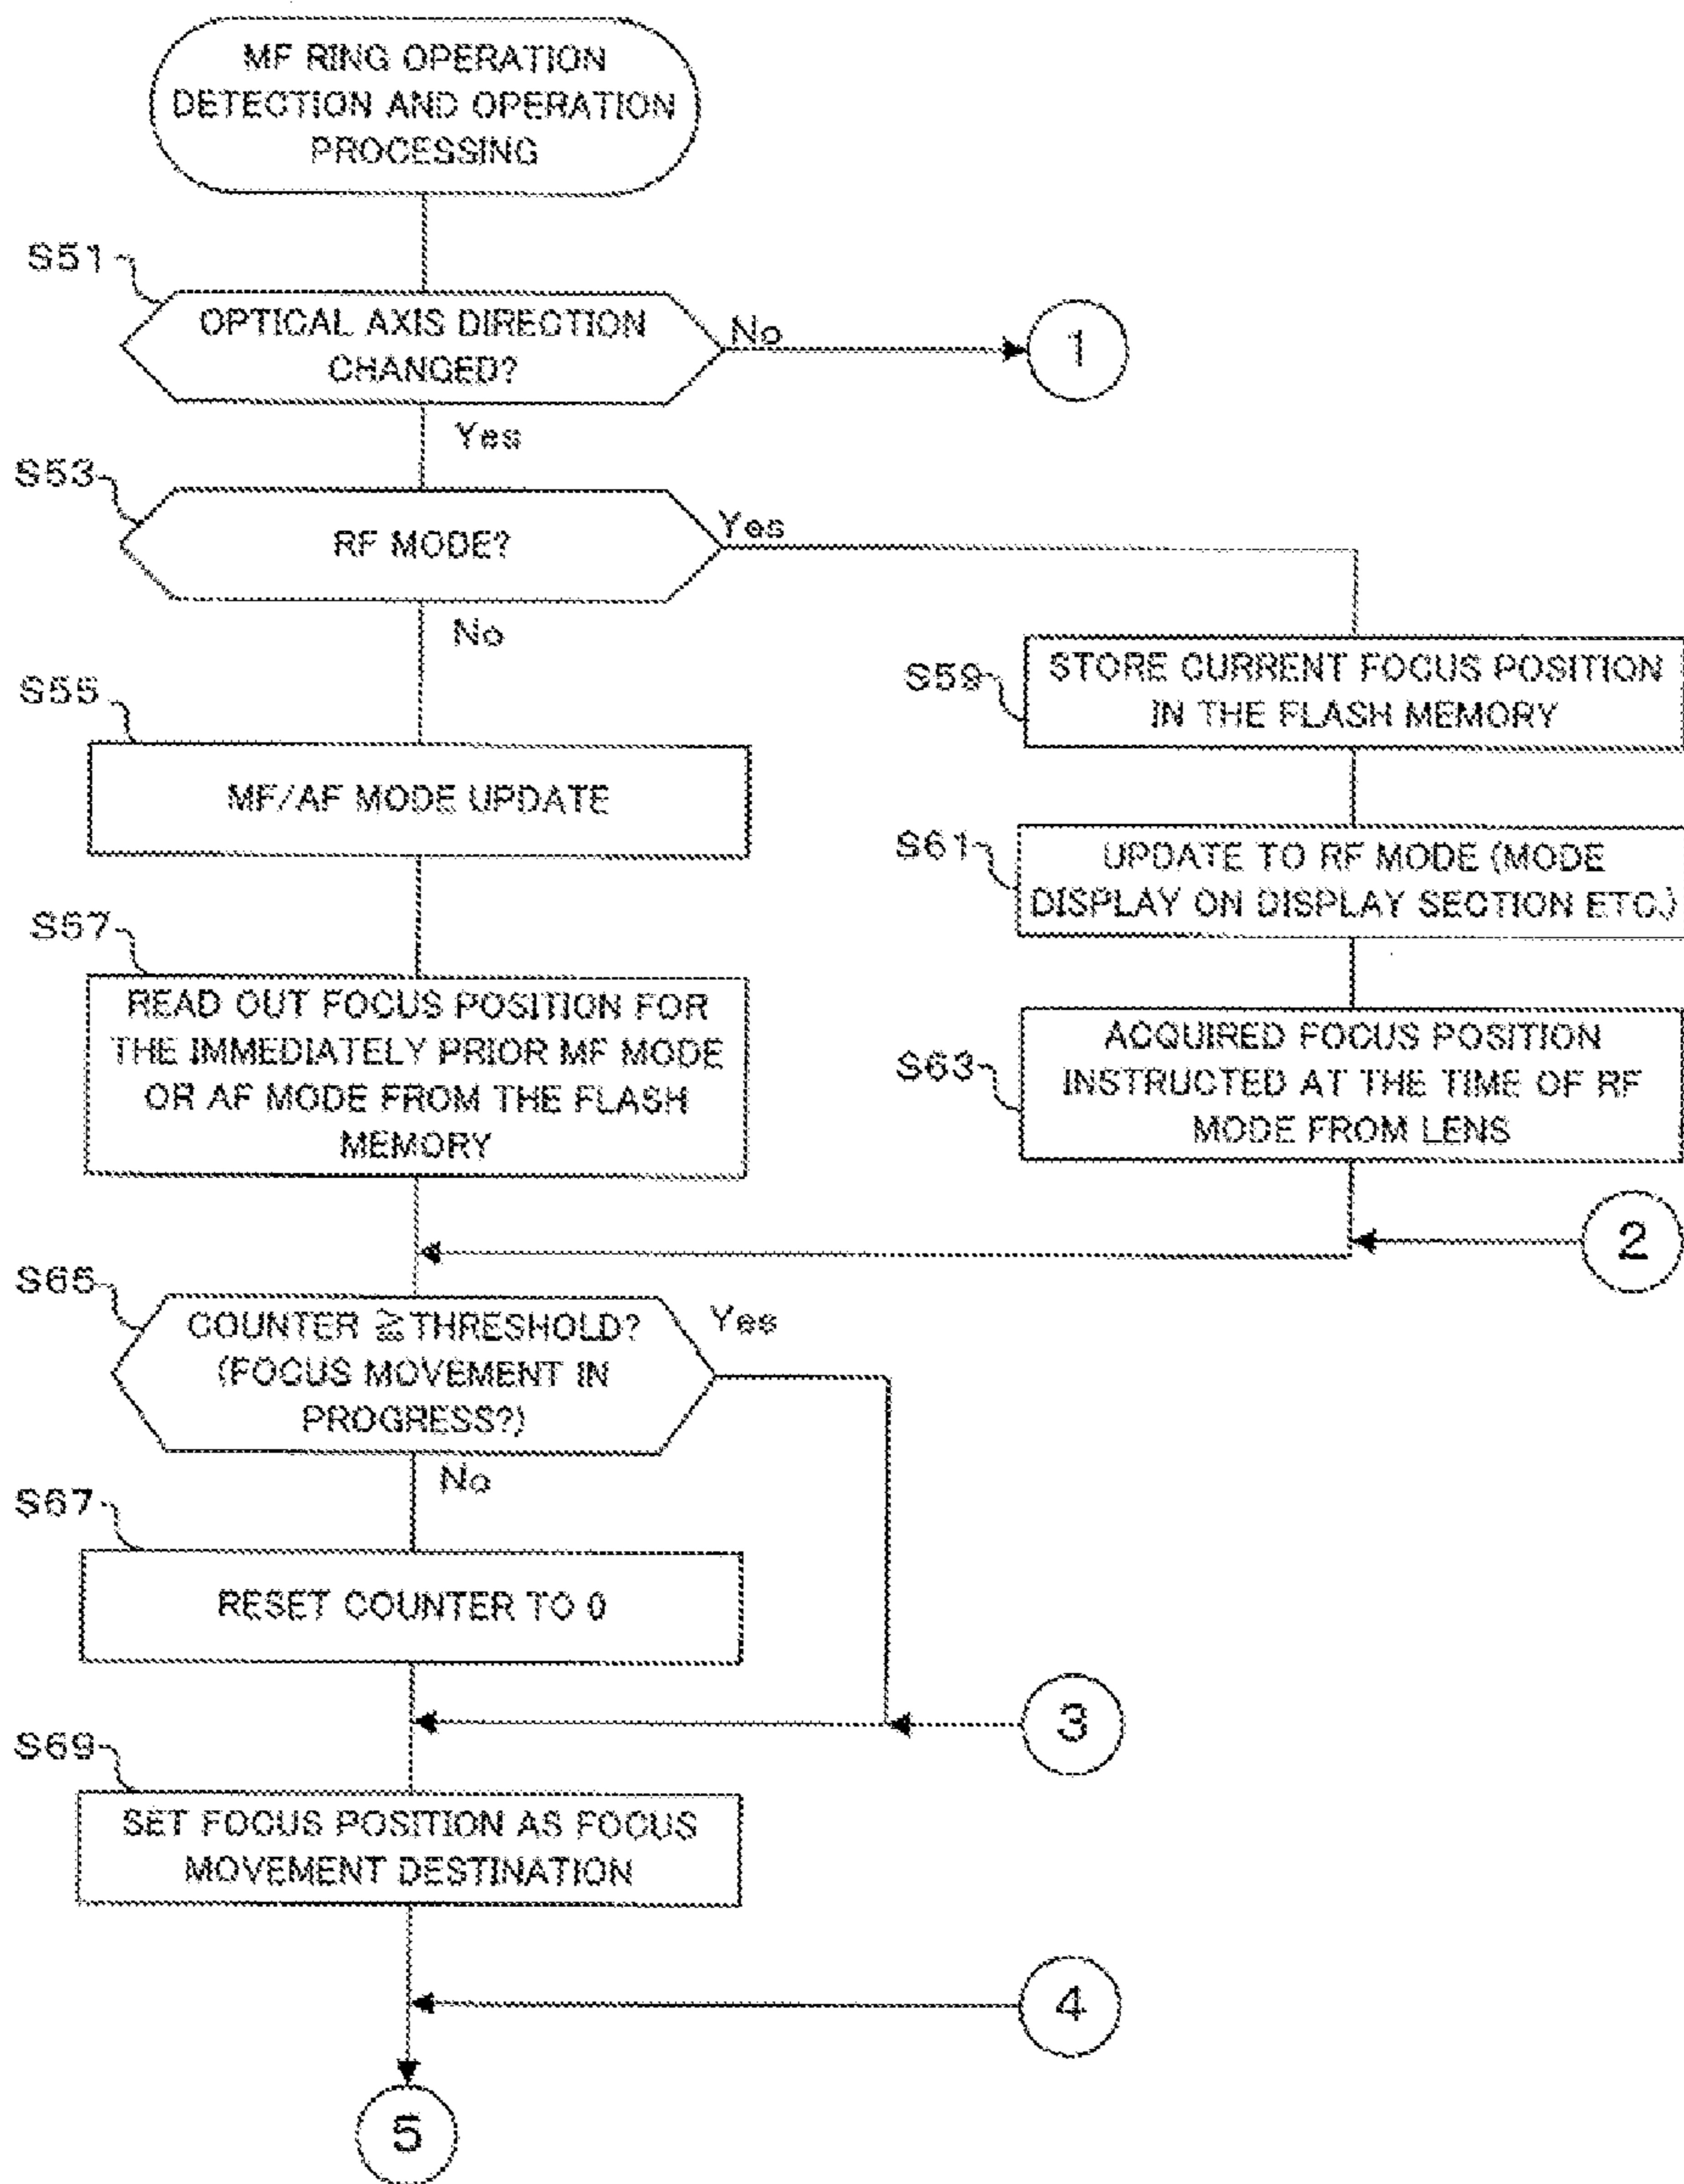 MF RING OPERATION
DETECTION AND OPERATION
PROCESSING
S51
OPTICAL AXIS DIRECTION
CHANGED?
No
1
Yes
S53
RF MODE?
Yes
No
S59
STORE CURRENT FOCUS POSITION
IN THE FLASH MEMORY
S55
MF/AF MODE UPDATE
S61
UPDATE TO RF MODE (MODE
DISPLAY ON DISPLAY SECTION ETC.)
S57
READ OUT FOCUS POSITION FOR
THE IMMEDIATELY PRIOR MF MODE
OR AF MODE FROM THE FLASH
MEMORY
S63
ACQUIRED FOCUS POSITION
INSTRUCTED AT THE TIME OF RF
MODE FROM LENS
2
S65
COUNTER ≧ THRESHOLD?
(FOCUS MOVEMENT IN
PROGRESS?)
Yes
No
S67
RESET COUNTER TO 0
3
S69
SET FOCUS POSITION AS FOCUS
MOVEMENT DESTINATION
4
5